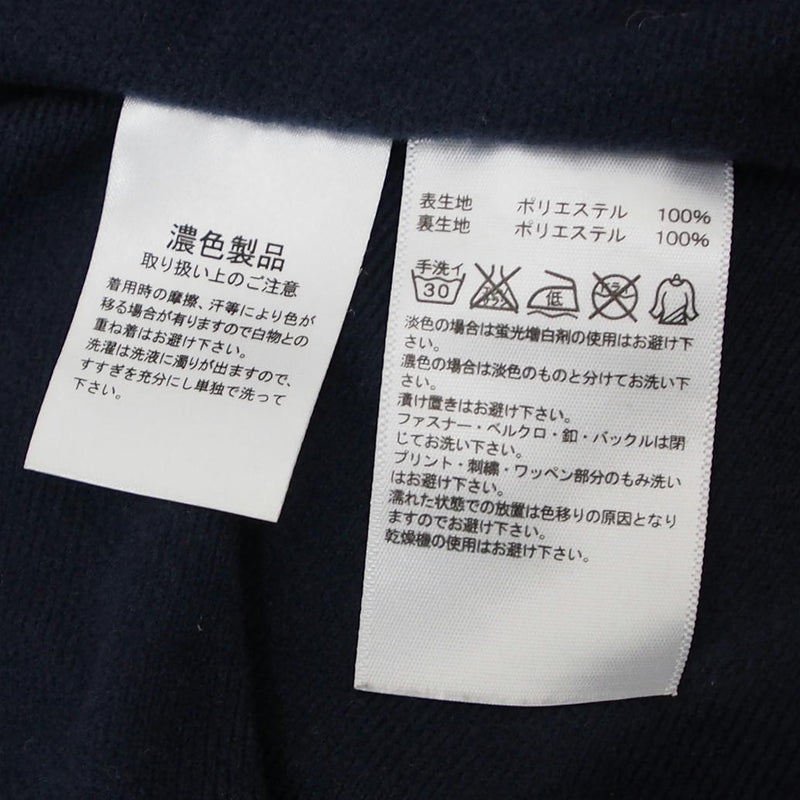 濃色製品
取り扱い上のご注意
着用時の摩擦、汗等により色が
移る場合が有りますので白物との
重ね着はお避け下さい。
洗濯は洗液に濁りが出ますので、
すすぎを充分にし単独で洗って
下さい。
表生地 ポリエステル 100%
裏生地 ポリエステル 100%
手洗イ
30 低
淡色の場合は蛍光増白剤の使用はお避け下
さい。
濃色の場合は淡色のものと分けてお洗い下
さい。
漬け置きはお避け下さい。
ファスナー・ベルクロ・釦・バックルは閉
じてお洗い下さい。
プリント・刺繍・ワッペン部分のもみ洗い
はお避け下さい。
濡れた状態での放置は色移りの原因となり
ますのでお避け下さい。
乾燥機の使用はお避け下さい。